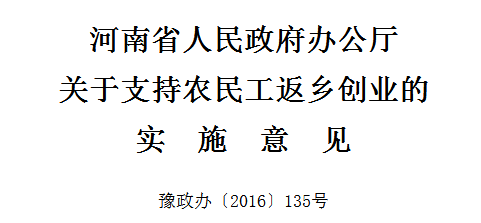 河南省人民政府办公厅
关于支持农民工返乡创业的
实 施 意 见
豫政办〔2016〕135号